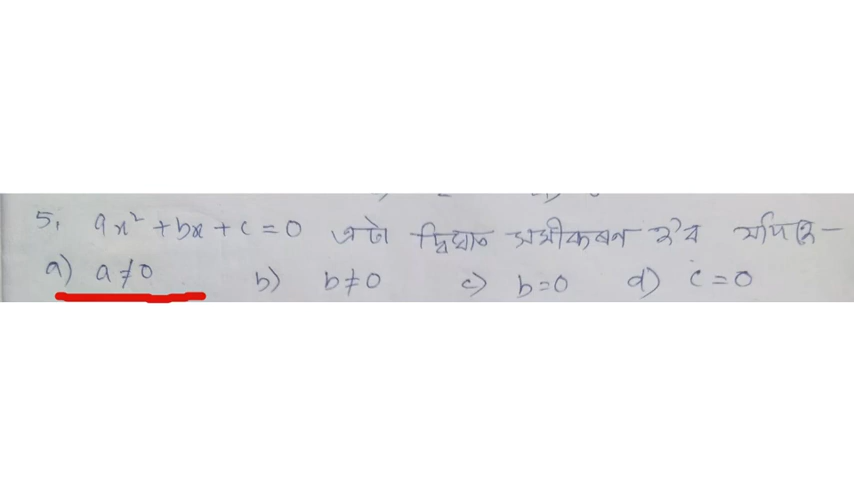 5. ax² + bx + c = 0 এটা দ্বিঘাত সমীকৰণ হ'ব যদিহে–
a) a ≠ 0 b) b ≠ 0 c) b = 0 d) c = 0